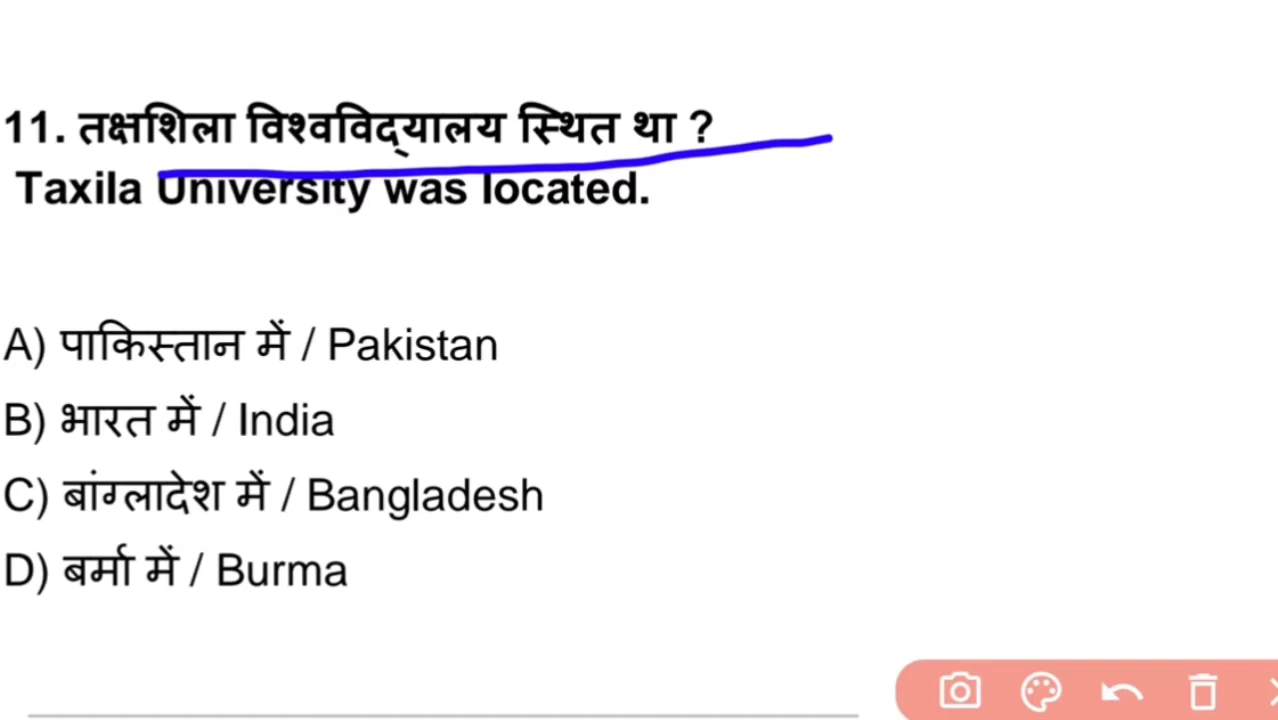 11. तक्षशिला विश्वविद्यालय स्थित था ?
Taxila University was located.
A) पाकिस्तान में / Pakistan
B) भारत में / India
C) बांग्लादेश में / Bangladesh
D) बर्मा में / Burma